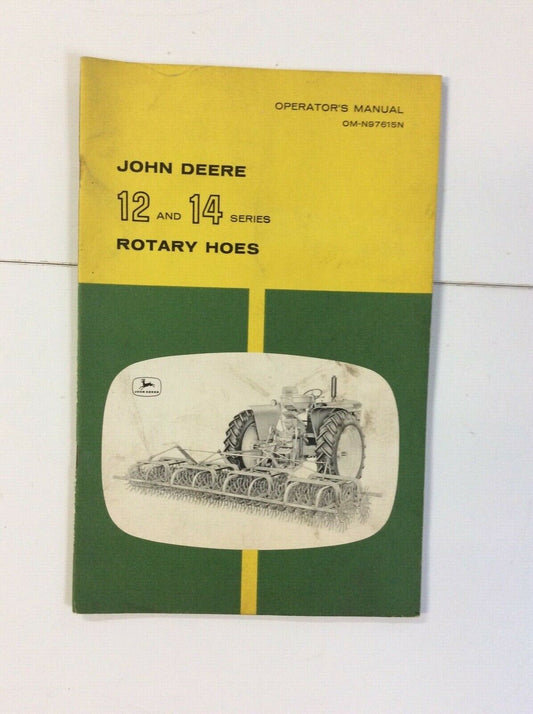 OPERATOR'S MANUAL
OM-N97615N
JOHN DEERE
12 AND 14 SERIES
ROTARY HOES
JOHN DEERE